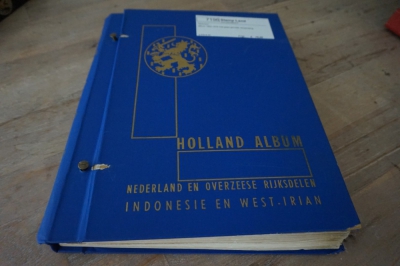 HOLLAND ALBUM
NEDERLAND EN OVERZEESE RIJKSDELEN
INDONESIE EN WEST-IRIAN